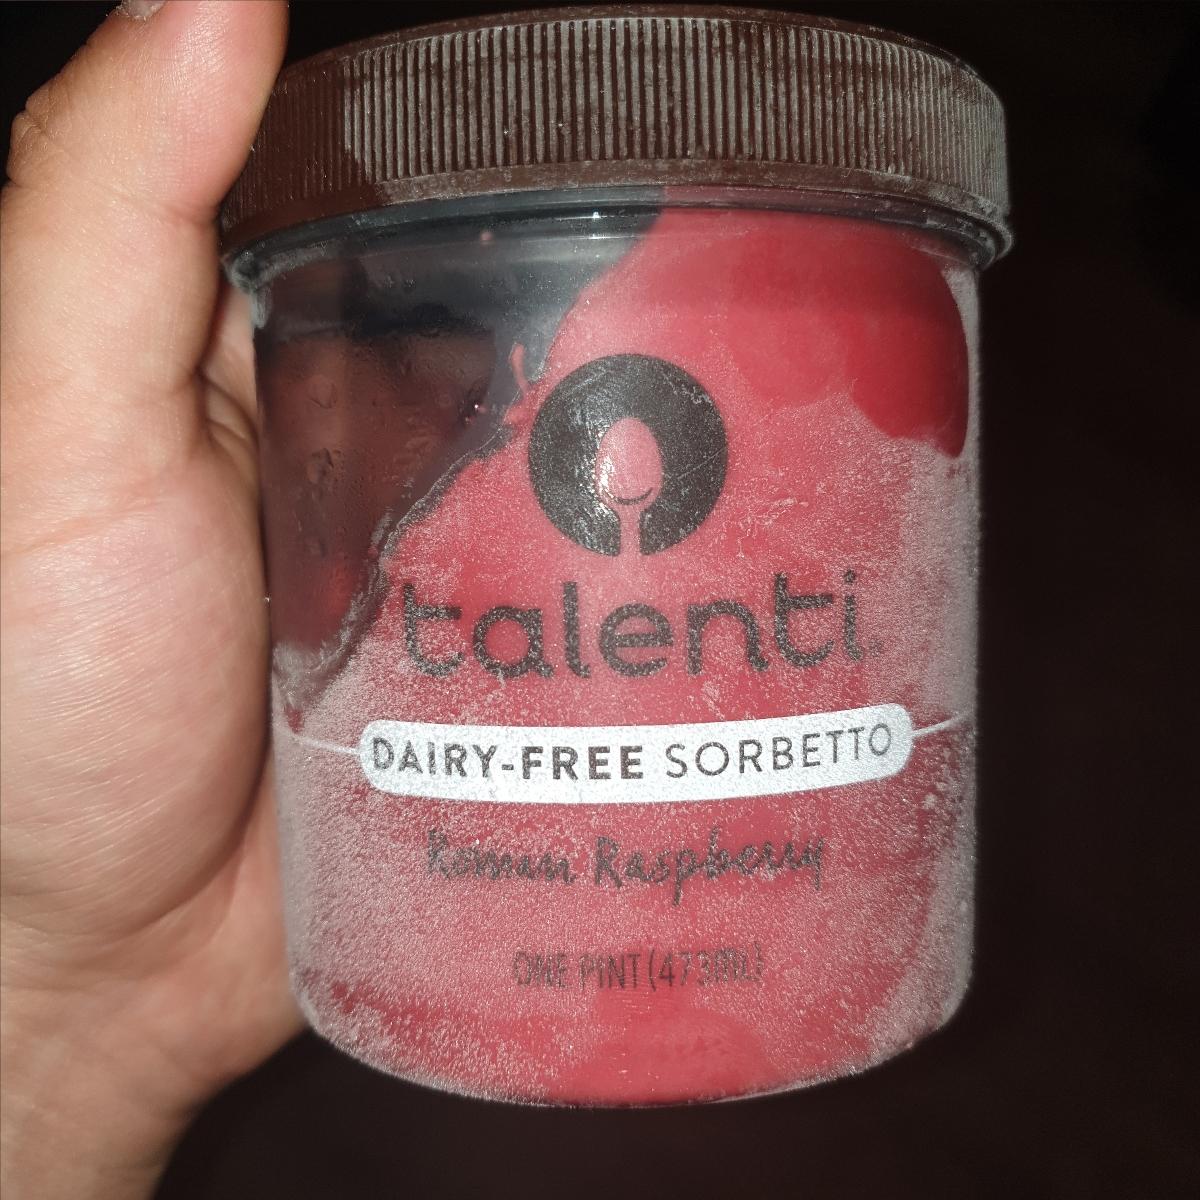 talenti
DAIRY-FREE SORBETTO
Roman Raspberry
ONE PINT (473mL)